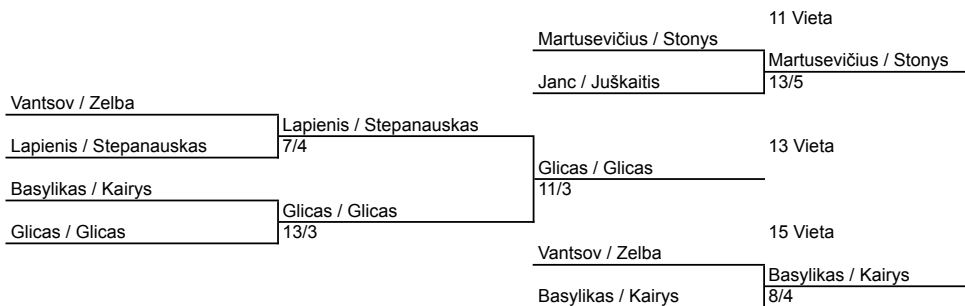 11 Vieta
Martusevičius / Stonys
Martusevičius / Stonys
Janc / Juškaitis
13/5
Vantsov / Zelba
Lapienis / Stepanauskas
Lapienis / Stepanauskas
7/4
13 Vieta
Glicas / Glicas
11/3
Basylikas / Kairys
Glicas / Glicas
Glicas / Glicas
13/3
15 Vieta
Vantsov / Zelba
Basylikas / Kairys
Basylikas / Kairys
8/4